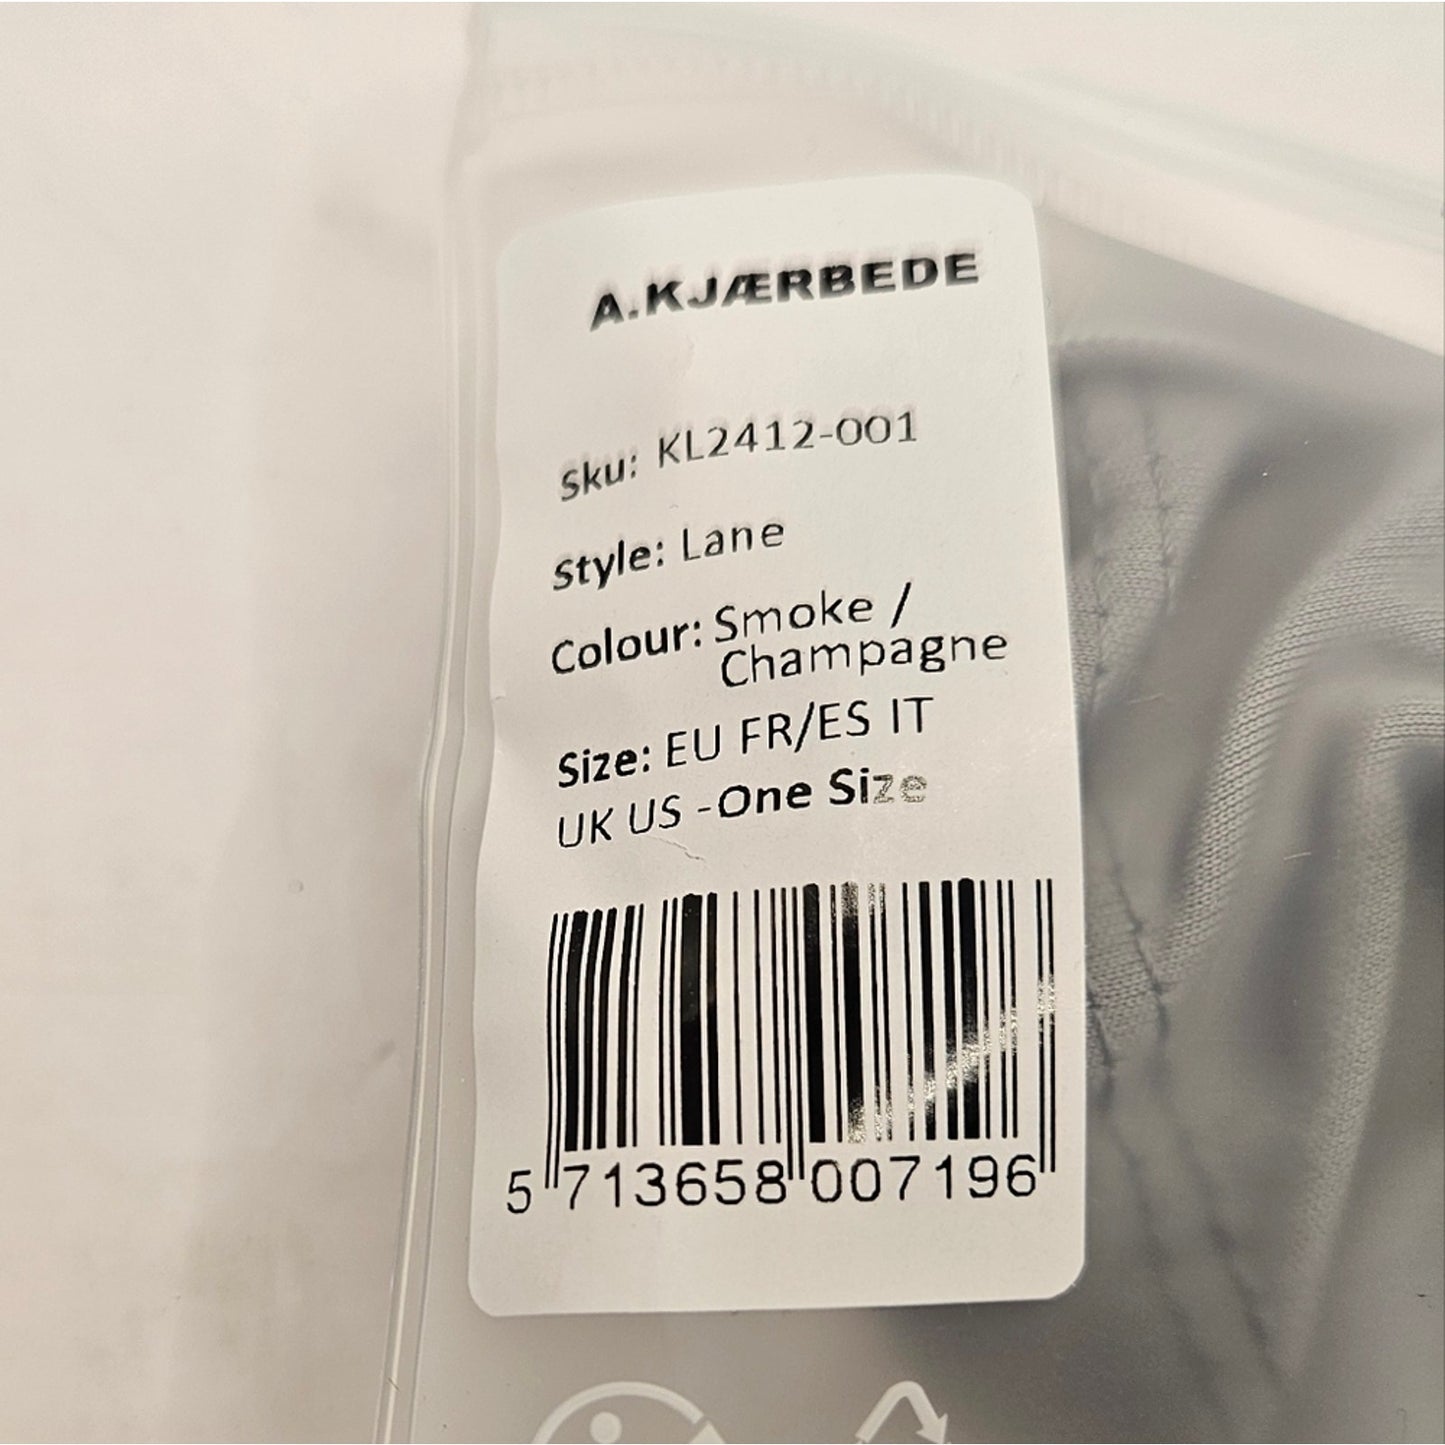 A.KJÆRBEDE
Sku: KL2412-001
Style: Lane
Colour: Smoke /
Champagne
Size: EU FR/ES IT
UK US -One Size
5 713658 007196